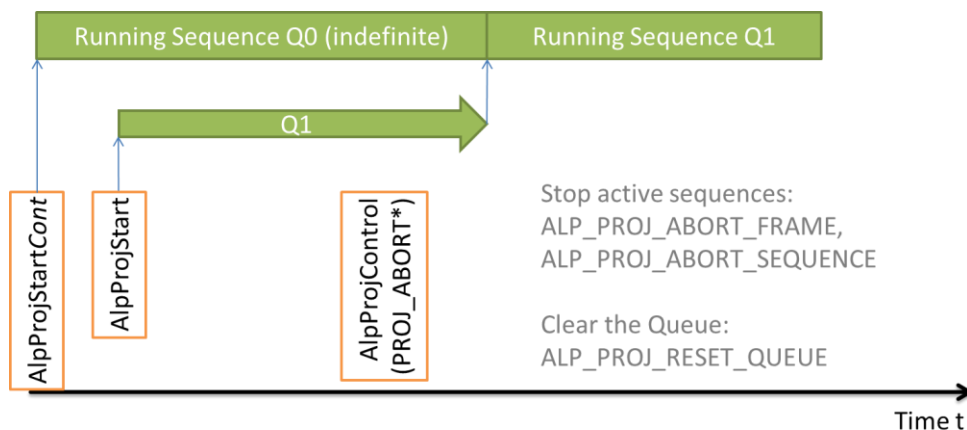 Running Sequence Q0 (indefinite)
Running Sequence Q1
Q1
AlpProjStartCont
AlpProjStart
AlpProjControl
(PROJ_ABORT*)
Stop active sequences:
ALP_PROJ_ABORT_FRAME,
ALP_PROJ_ABORT_SEQUENCE
Clear the Queue:
ALP_PROJ_RESET_QUEUE
Time t